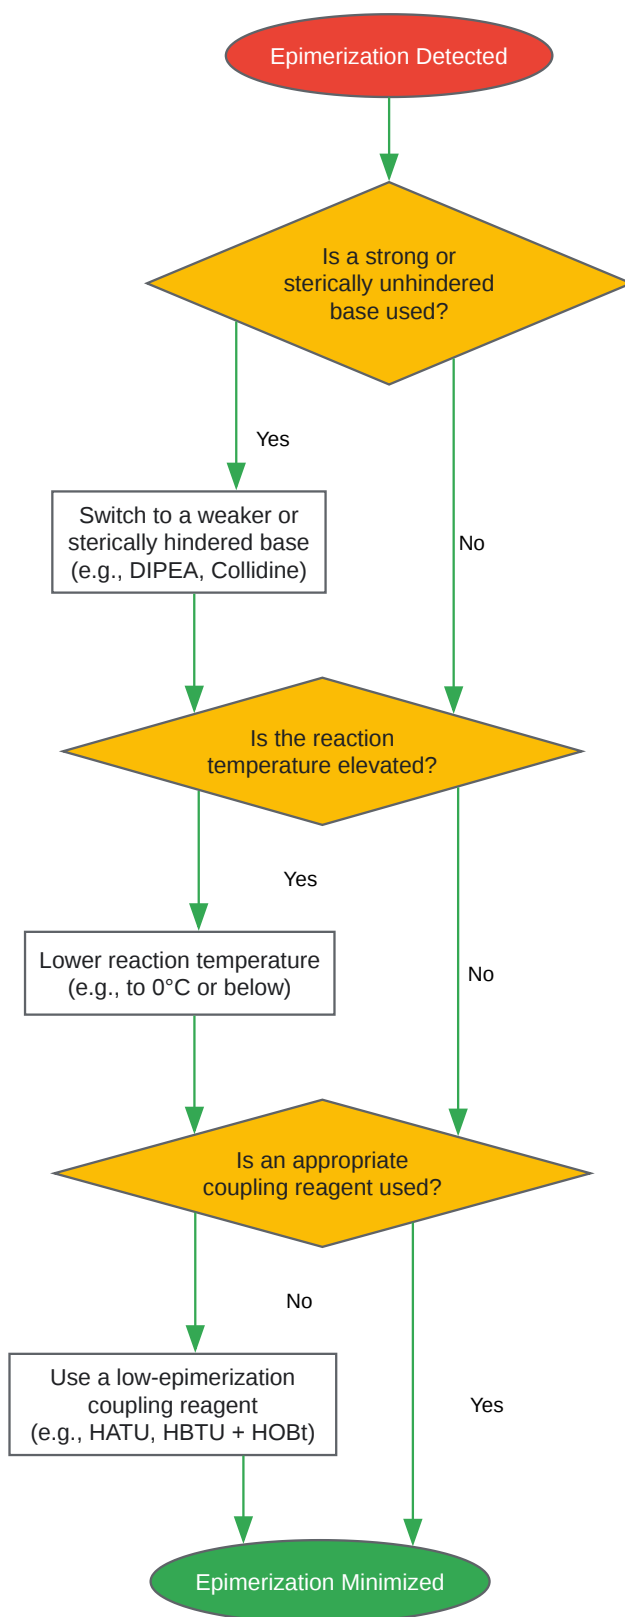 Epimerization Detected
Is a strong or
sterically unhindered
base used?
Yes
Switch to a weaker or
sterically hindered base
(e.g., DIPEA, Collidine)
No
Is the reaction
temperature elevated?
Yes
Lower reaction temperature
(e.g., to 0°C or below)
No
Is an appropriate
coupling reagent used?
No
Use a low-epimerization
coupling reagent
(e.g., HATU, HBTU + HOBt)
Yes
Epimerization Minimized